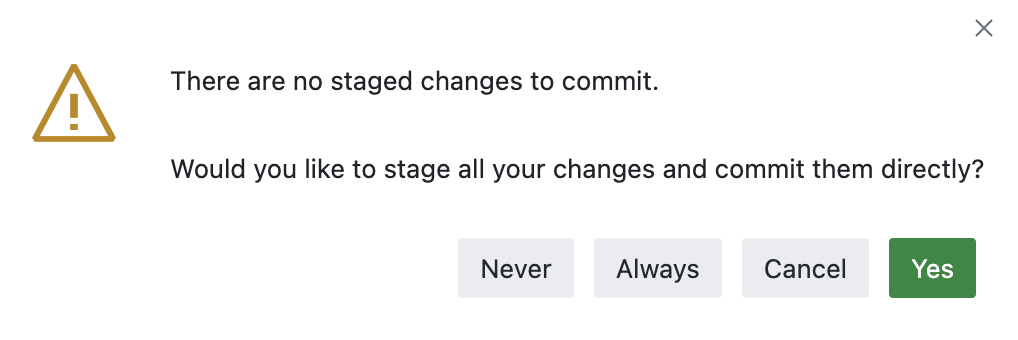 There are no staged changes to commit.
Would you like to stage all your changes and commit them directly?
Never
Always
Cancel
Yes